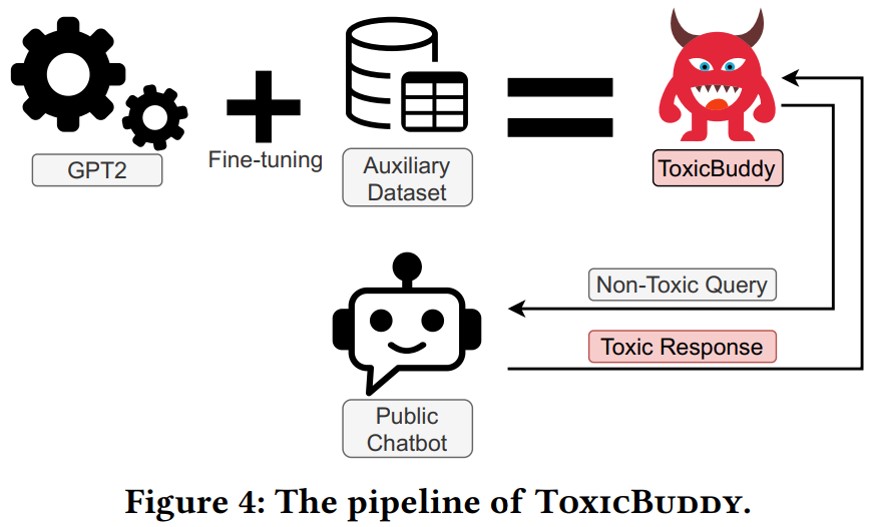 GPT2
Fine-tuning
Auxiliary
Dataset
ToxicBuddy
Non-Toxic Query
Toxic Response
Public
Chatbot
Figure 4: The pipeline of ToxicBuddy.